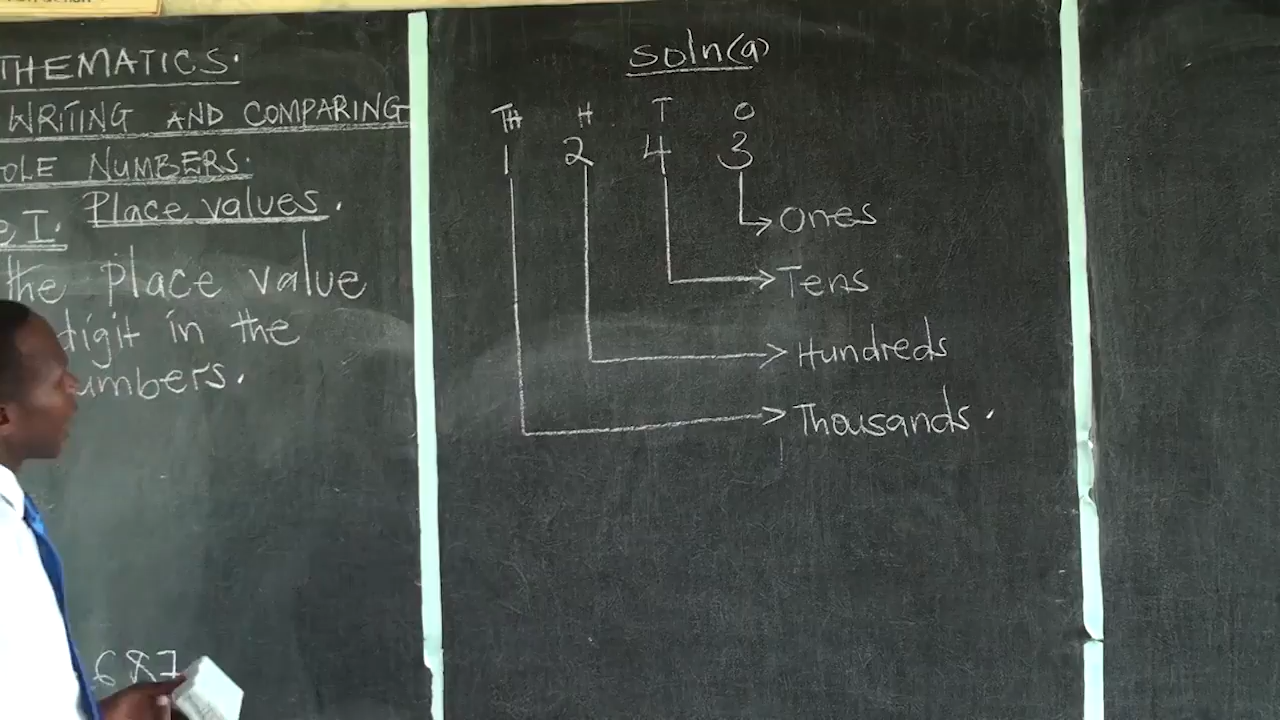 THEMATICS.
WRITING AND COMPARING
OLE NUMBERS.
e I. Place values.
the place value
digit in the
umbers.
687
soln(a)
TH H T O
1 2 4 3
Ones
Tens
Hundreds
Thousands.